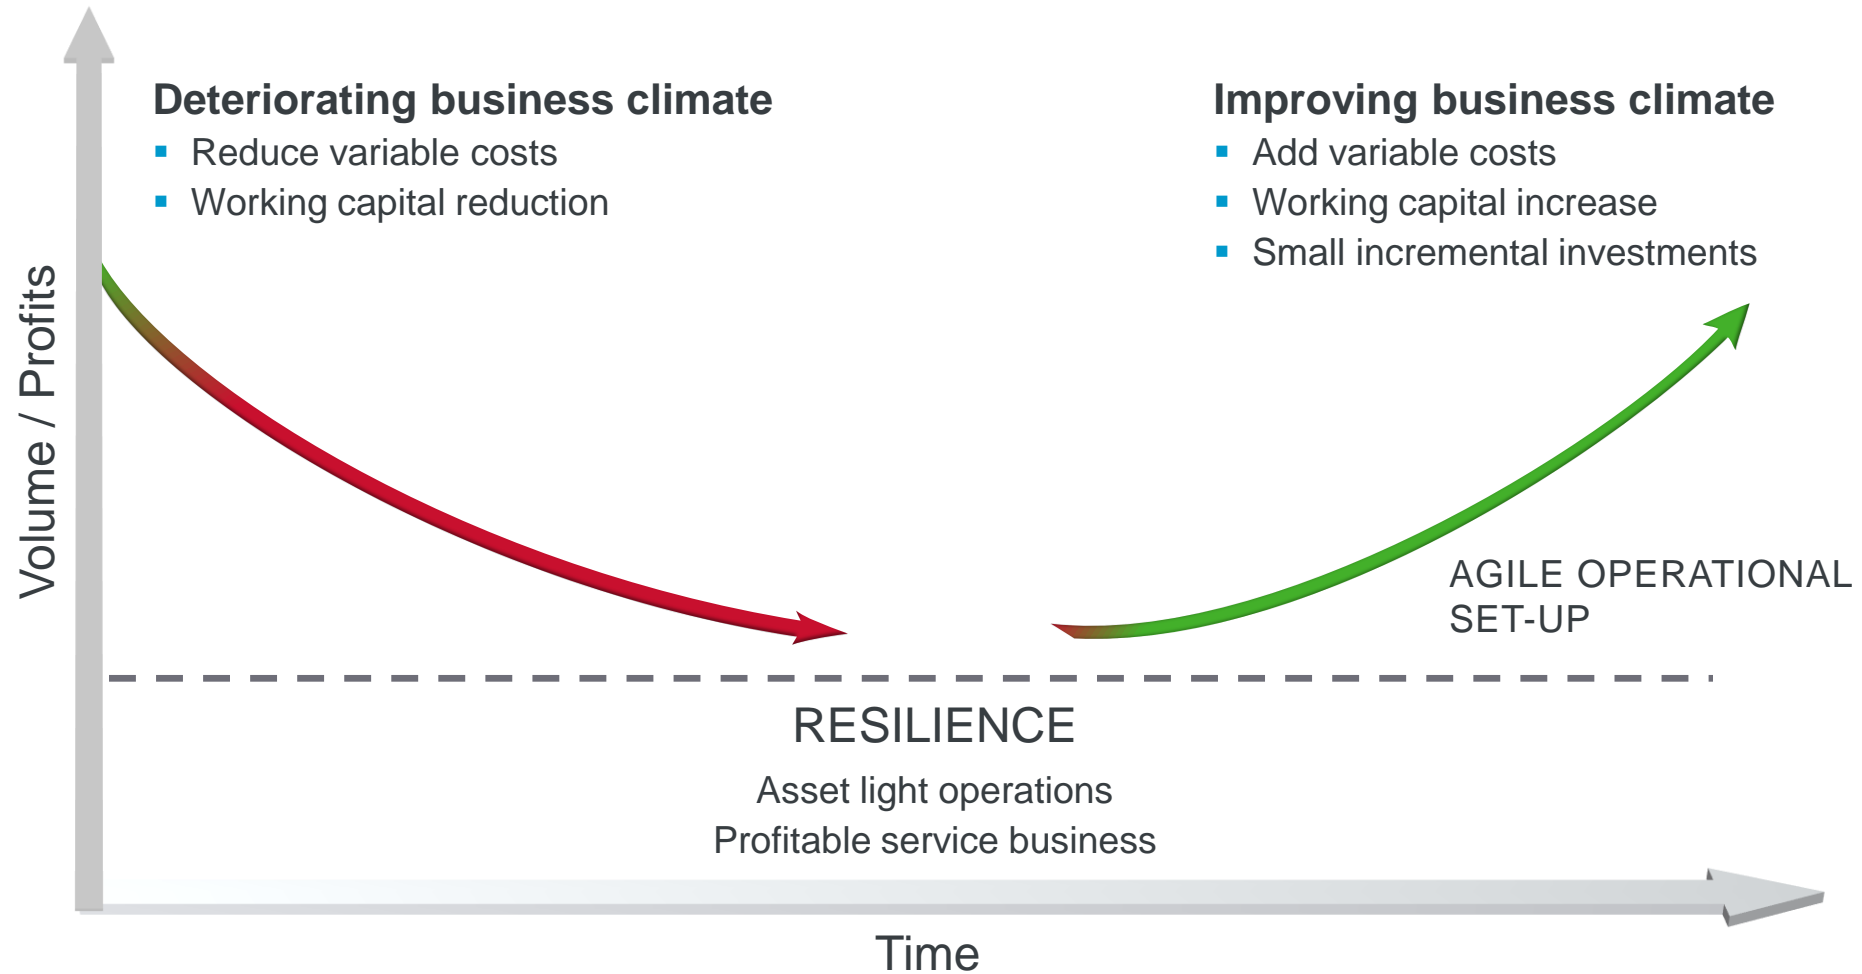 Deteriorating business climate
▪ Reduce variable costs
▪ Working capital reduction
Improving business climate
▪ Add variable costs
▪ Working capital increase
▪ Small incremental investments
Volume / Profits
AGILE OPERATIONAL
SET-UP
RESILIENCE
Asset light operations
Profitable service business
Time